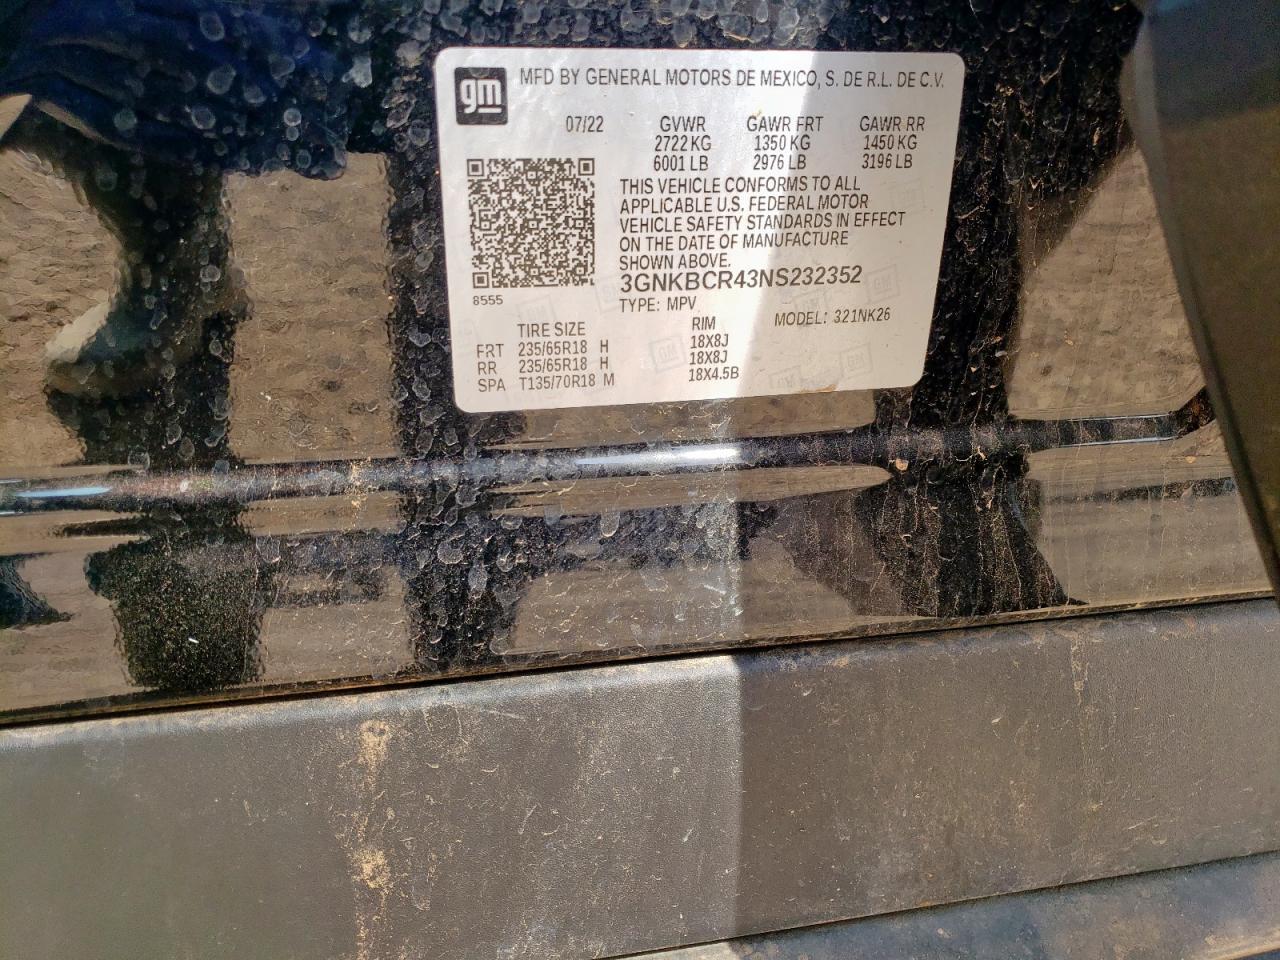 gm MFD BY GENERAL MOTORS DE MEXICO, S. DE R.L. DE C.V.
07/22 GVWR GAWR FRT GAWR RR
2722 KG 1350 KG 1450 KG
6001 LB 2976 LB 3196 LB
THIS VEHICLE CONFORMS TO ALL
APPLICABLE U.S. FEDERAL MOTOR
VEHICLE SAFETY STANDARDS IN EFFECT
ON THE DATE OF MANUFACTURE
SHOWN ABOVE.
3GNKBCR43NS232352
8555
TYPE: MPV MODEL: 321NK26
TIRE SIZE RIM
FRT 235/65R18 H 18X8J
RR 235/65R18 H 18X8J
SPA T135/70R18 M 18X4.5B